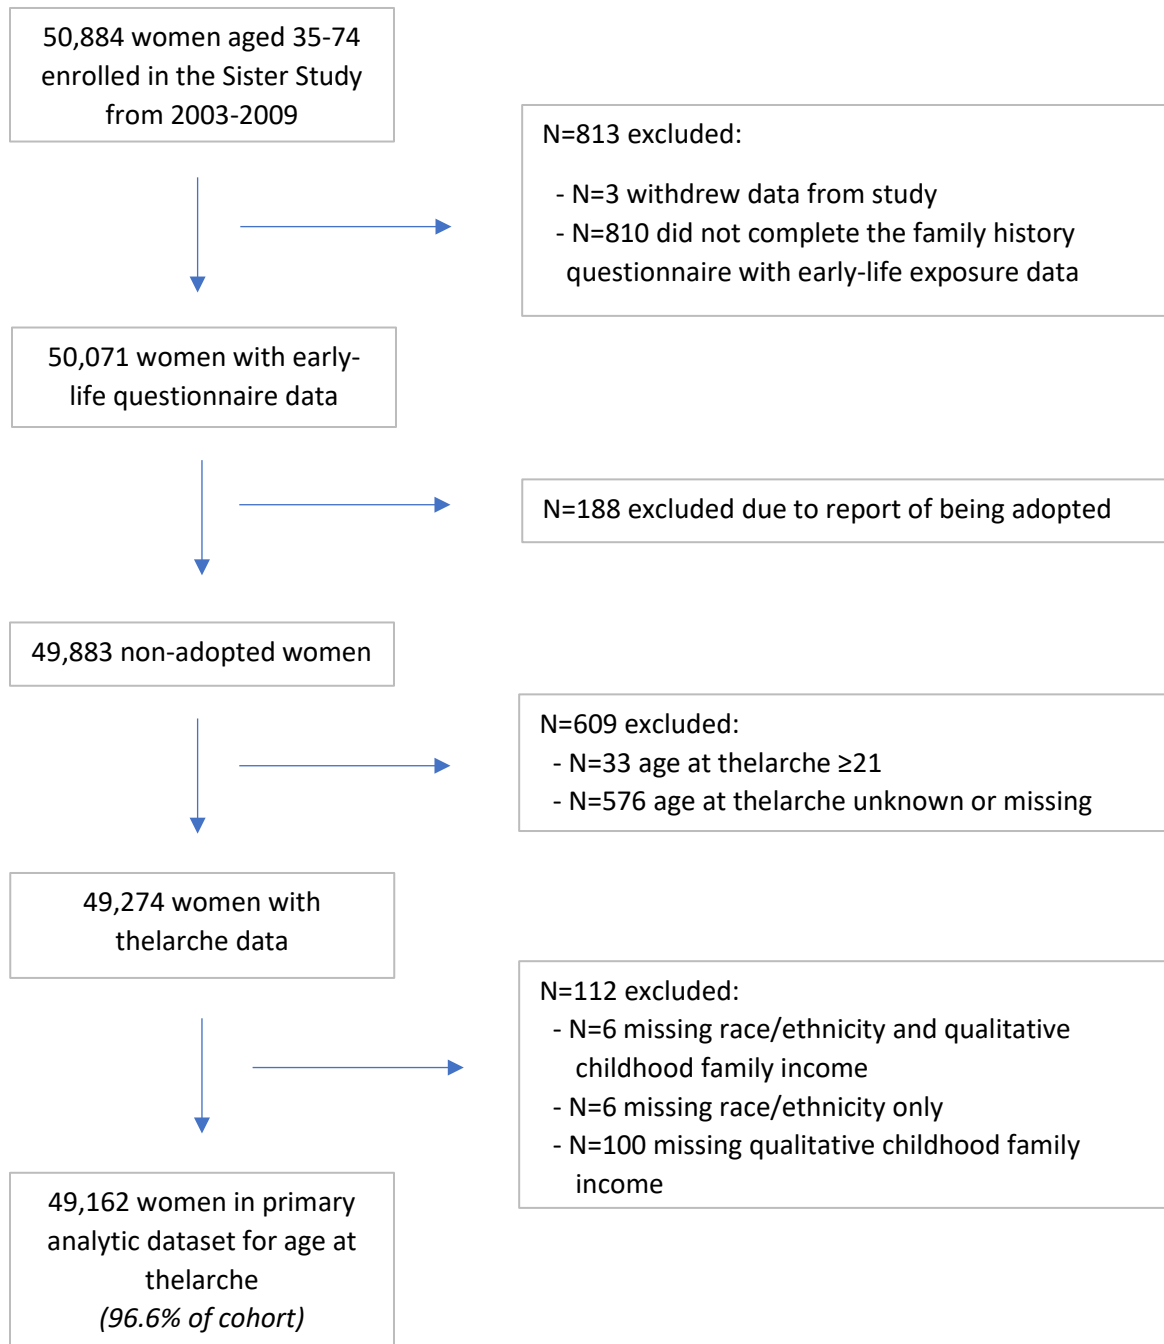 50,884 women aged 35-74
enrolled in the Sister Study
from 2003-2009
N=813 excluded:
- N=3 withdrew data from study
- N=810 did not complete the family history
questionnaire with early-life exposure data
50,071 women with early-
life questionnaire data
N=188 excluded due to report of being adopted
49,883 non-adopted women
N=609 excluded:
- N=33 age at thelarche ≥21
- N=576 age at thelarche unknown or missing
49,274 women with
thelarche data
N=112 excluded:
- N=6 missing race/ethnicity and qualitative
childhood family income
- N=6 missing race/ethnicity only
- N=100 missing qualitative childhood family
income
49,162 women in primary
analytic dataset for age at
thelarche
(96.6% of cohort)